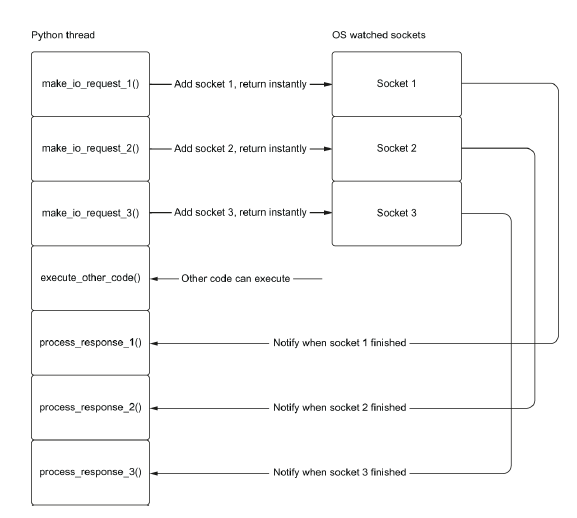 Python thread
OS watched sockets
make_io_request_1()
Add socket 1, return instantly
Socket 1
make_io_request_2()
Add socket 2, return instantly
Socket 2
make_io_request_3()
Add socket 3, return instantly
Socket 3
execute_other_code()
Other code can execute
process_response_1()
Notify when socket 1 finished
process_response_2()
Notify when socket 2 finished
process_response_3()
Notify when socket 3 finished